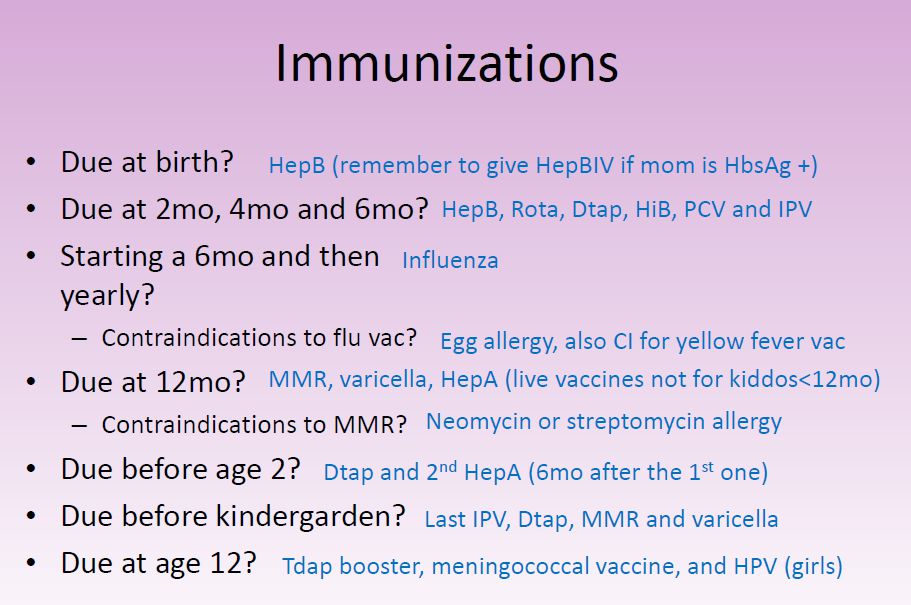 Immunizations
• Due at birth? HepB (remember to give HepBIV if mom is HbsAg +)
• Due at 2mo, 4mo and 6mo? HepB, Rota, Dtap, HiB, PCV and IPV
• Starting a 6mo and then Influenza
yearly?
– Contraindications to flu vac? Egg allergy, also CI for yellow fever vac
• Due at 12mo? MMR, varicella, HepA (live vaccines not for kiddos<12mo)
– Contraindications to MMR? Neomycin or streptomycin allergy
• Due before age 2? Dtap and 2nd HepA (6mo after the 1st one)
• Due before kindergarden? Last IPV, Dtap, MMR and varicella
• Due at age 12? Tdap booster, meningococcal vaccine, and HPV (girls)